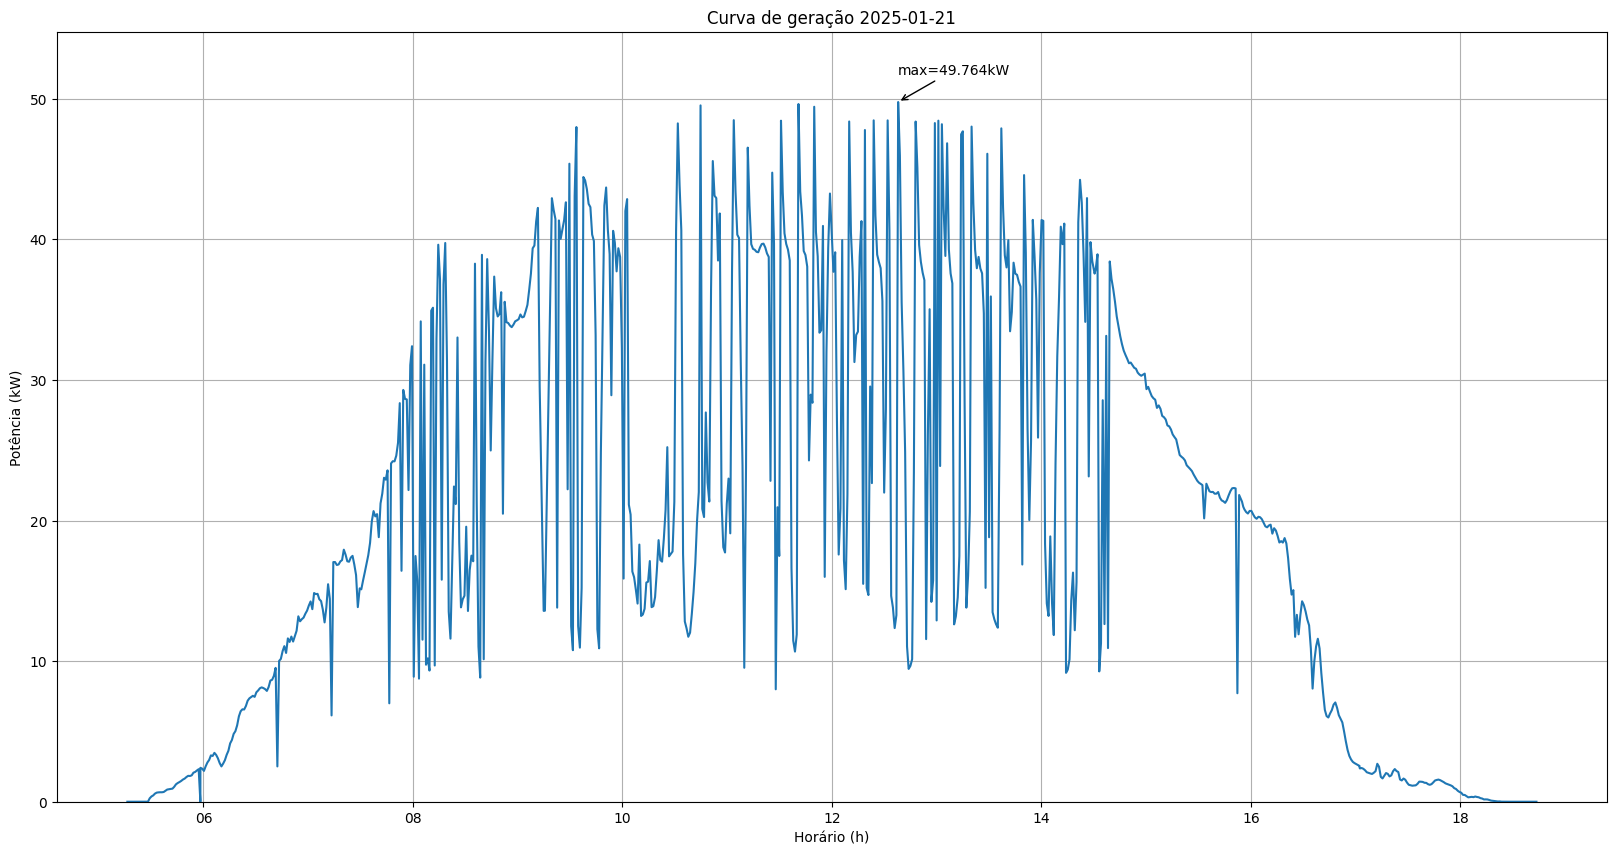 Curva de geração 2025-01-21
max=49.764kW
Potência (kW)
50
40
30
20
10
0
06 08 10 12 14 16 18
Horário (h)